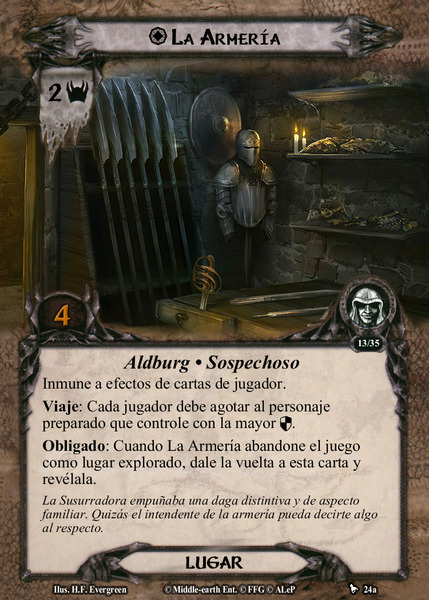 La Armería
2
4
13/35
Aldburg • Sospechoso
Inmune a efectos de cartas de jugador.
Viaje: Cada jugador debe agotar al personaje
preparado que controle con la mayor .
Obligado: Cuando La Armería abandone el juego
como lugar explorado, dale la vuelta a esta carta y
revélala.
La Susurradora empuñaba una daga distintiva y de aspecto
familiar. Quizás el intendente de la armería pueda decirte algo
al respecto.
LUGAR
Ilus. H.F. Evergreen
© Middle-earth Ent. © FFG © ALeP
24a